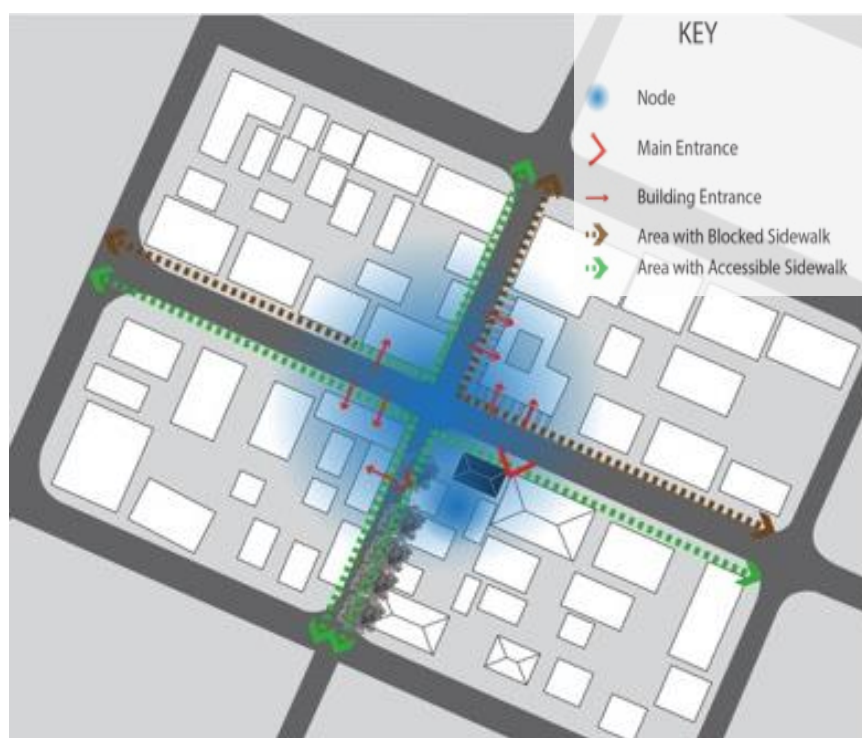 KEY
Node
Main Entrance
Building Entrance
Area with Blocked Sidewalk
Area with Accessible Sidewalk